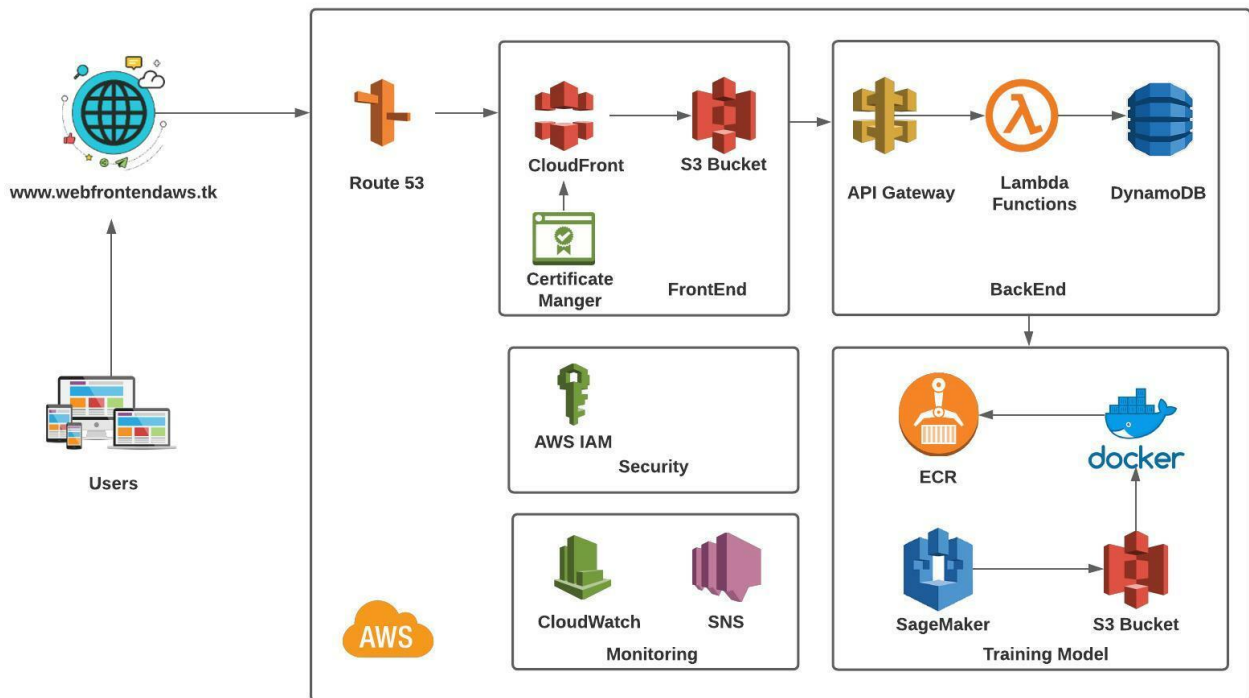 www.webfrontendaws.tk
Users
Route 53
CloudFront
S3 Bucket
Certificate
Manger
FrontEnd
API Gateway
Lambda
Functions
DynamoDB
BackEnd
AWS IAM
Security
CloudWatch
SNS
Monitoring
ECR
docker
SageMaker
S3 Bucket
Training Model
AWS